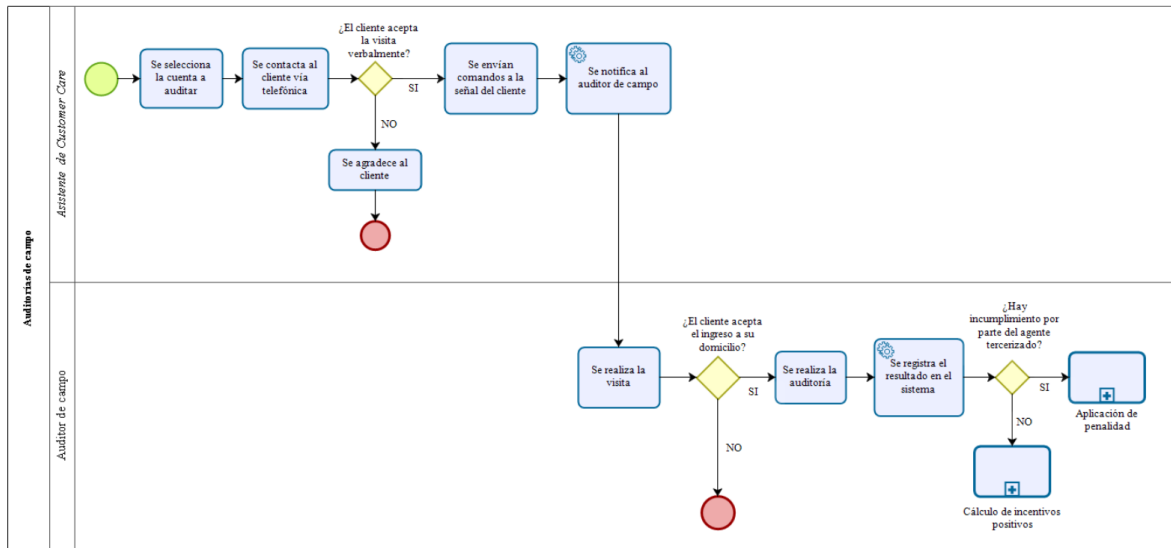 Auditorías de campo
Asistente de Customer Care
Se selecciona
la cuenta a
auditar
Se contacta al
cliente vía
telefónica
¿El cliente acepta
la visita
verbalmente?
SI
NO
Se agradece al
cliente
Se envían
comandos a la
señal del cliente
Se notifica al
auditor de campo
Auditor de campo
Se realiza la
visita
¿El cliente acepta
el ingreso a su
domicilio?
SI
NO
Se realiza la
auditoría
Se registra el
resultado en el
sistema
¿Hay
incumplimiento por
parte del agente
tercerizado?
SI
NO
Aplicación de
penalidad
Cálculo de incentivos
positivos